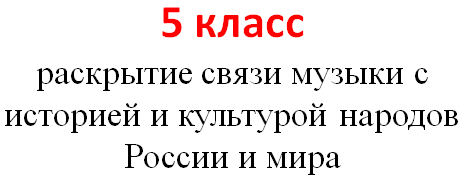 5 класс
раскрытие связи музыки с
историей и культурой народов
России и мира